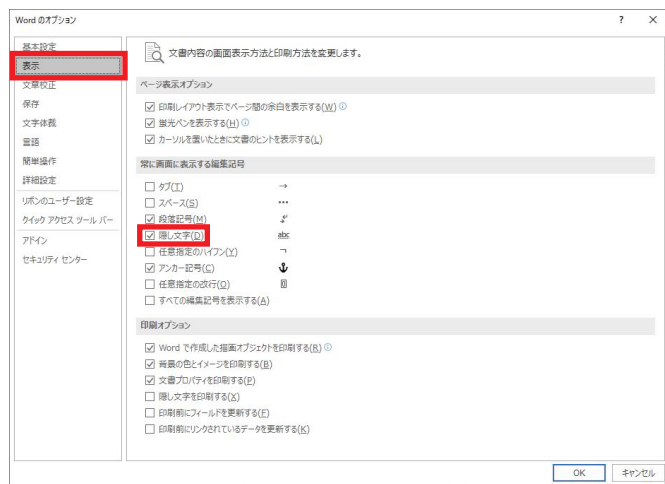 Word のオプション
? ×
基本設定
表示
文章校正
保存
文字体裁
言語
簡単操作
詳細設定
リボンのユーザー設定
クイック アクセス ツール バー
アドイン
セキュリティ センター
文書内容の画面表示方法と印刷方法を変更します。
ページ表示オプション
印刷レイアウト表示でページ間の余白を表示する(W)
蛍光ペンを表示する(H)
カーソルを置いたときに文書のヒントを表示する(L)
常に画面に表示する編集記号
タブ(T) →
スペース(S) ···
段落記号(M)
隠し文字(D) abc
任意指定のハイフン(Y) ¬
アンカー記号(C)
任意指定の改行(O)
すべての編集記号を表示する(A)
印刷オプション
Word で作成した描画オブジェクトを印刷する(R)
背景の色とイメージを印刷する(B)
文書プロパティを印刷する(P)
隠し文字を印刷する(X)
印刷前にフィールドを更新する(F)
印刷前にリンクされているデータを更新する(K)
OK キャンセル